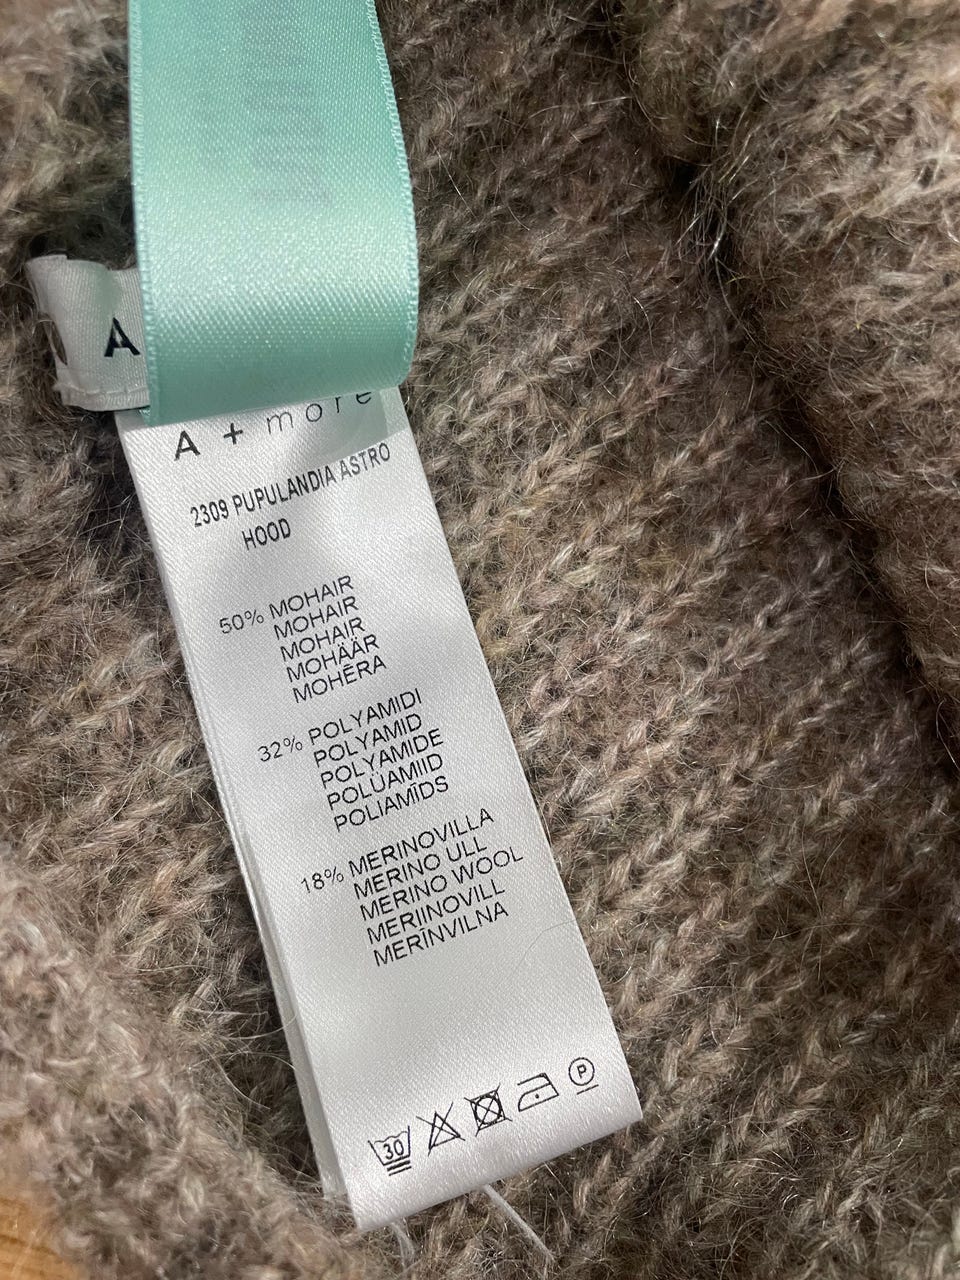 A
A + more
2309 PUPULANDIA ASTRO
HOOD
50% MOHAIR
MOHAIR
MOHAIR
MOHÄÄR
MOHĒRA
32% POLYAMIDI
POLYAMID
POLYAMIDE
POLÜAMIID
POLIAMĪDS
18% MERINOVILLA
MERINO ULL
MERINO WOOL
MERIINOVILL
MERĪNVILNA
30
P